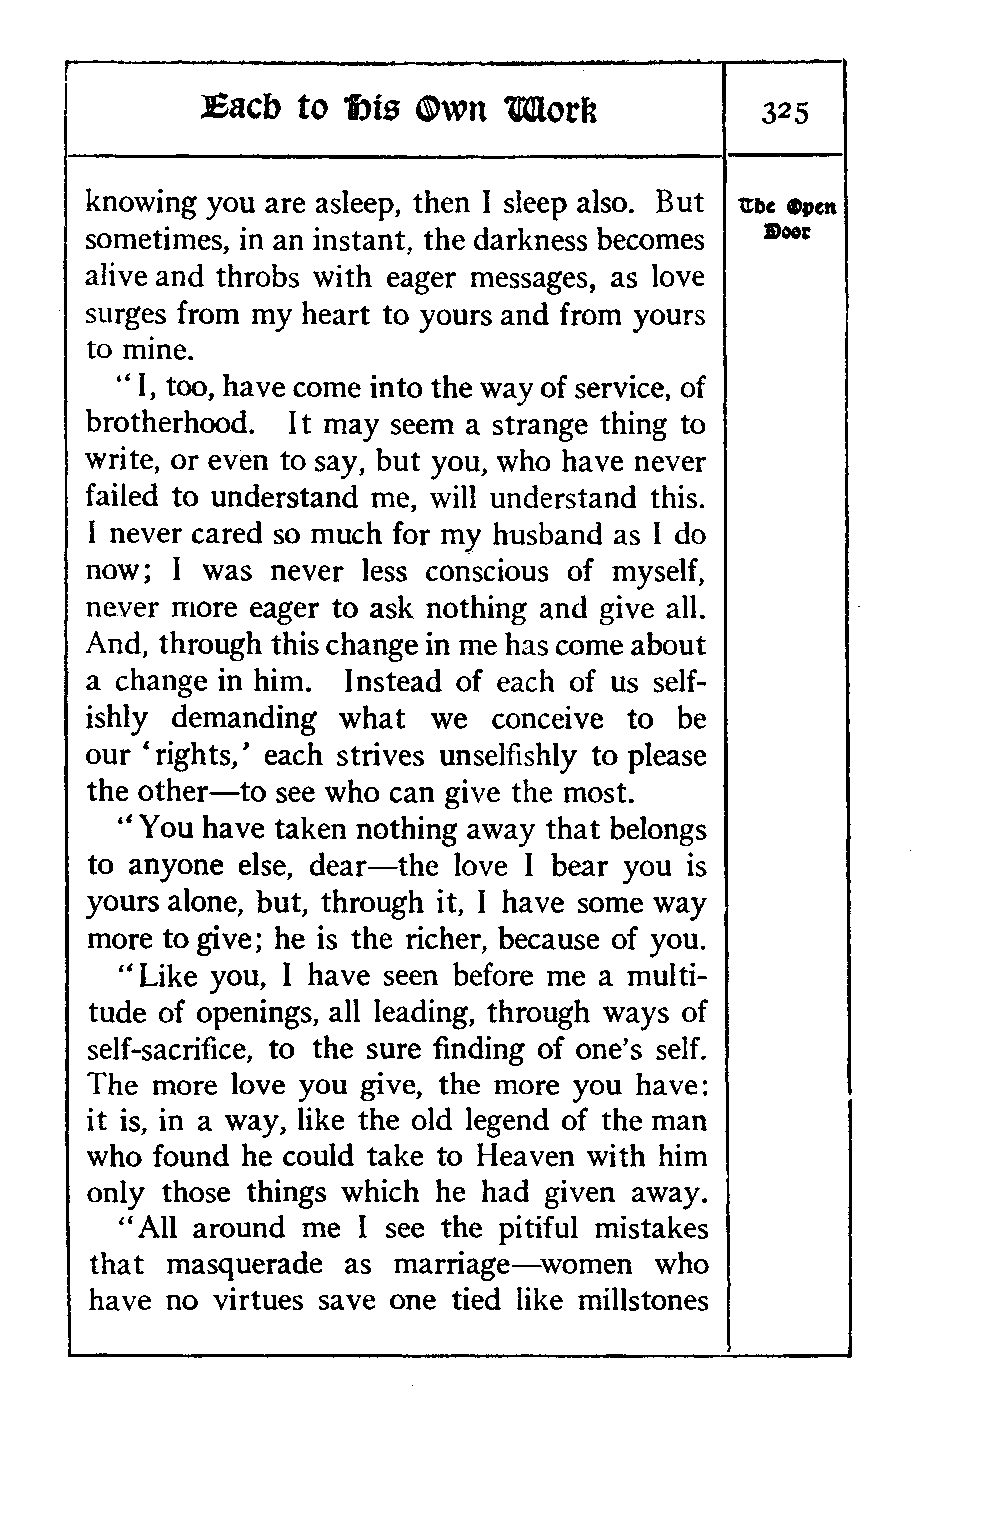 Each to His Own Work
325
The Open
Door
knowing you are asleep, then I sleep also. But
sometimes, in an instant, the darkness becomes
alive and throbs with eager messages, as love
surges from my heart to yours and from yours
to mine.
"I, too, have come into the way of service, of
brotherhood. It may seem a strange thing to
write, or even to say, but you, who have never
failed to understand me, will understand this.
I never cared so much for my husband as I do
now; I was never less conscious of myself,
never more eager to ask nothing and give all.
And, through this change in me has come about
a change in him. Instead of each of us self-
ishly demanding what we conceive to be
our 'rights,' each strives unselfishly to please
the other—to see who can give the most.
"You have taken nothing away that belongs
to anyone else, dear—the love I bear you is
yours alone, but, through it, I have some way
more to give; he is the richer, because of you.
"Like you, I have seen before me a multi-
tude of openings, all leading, through ways of
self-sacrifice, to the sure finding of one's self.
The more love you give, the more you have:
it is, in a way, like the old legend of the man
who found he could take to Heaven with him
only those things which he had given away.
"All around me I see the pitiful mistakes
that masquerade as marriage—women who
have no virtues save one tied like millstones